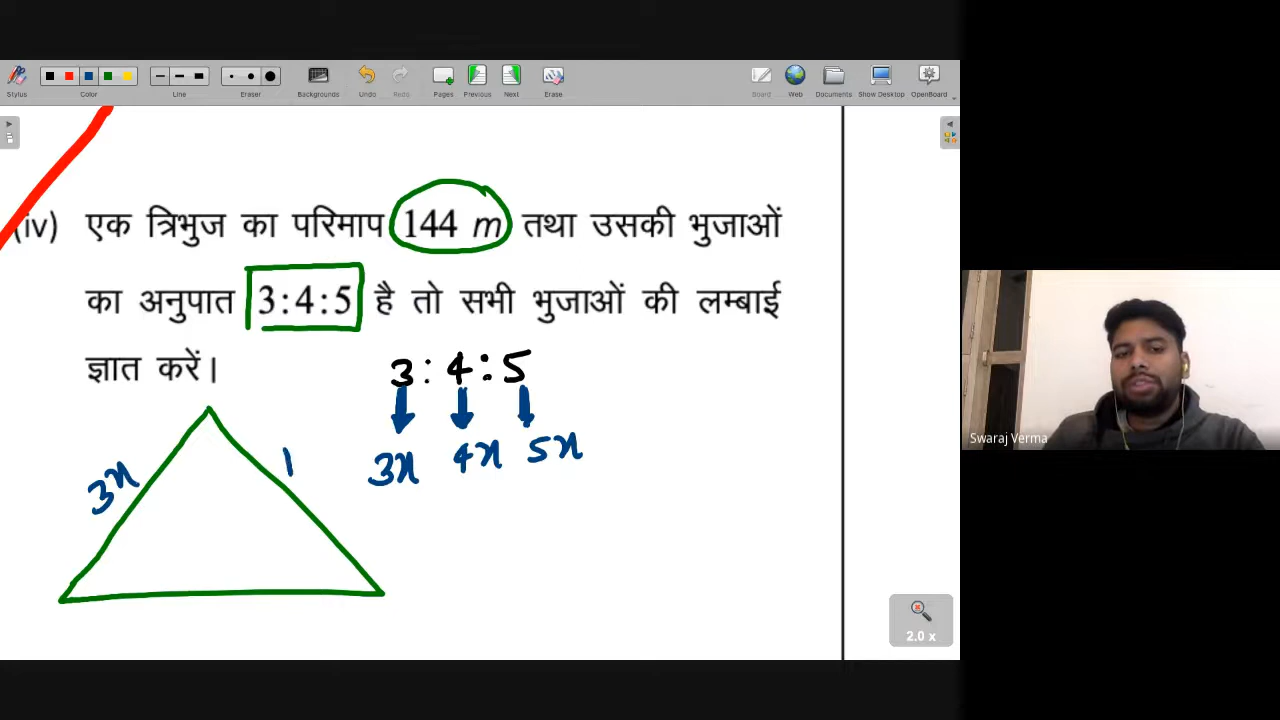 Stylus Color Line Eraser Backgrounds Undo Redo Pages Previous Next Erase Board Web Documents Show Desktop OpenBoard
(iv) एक त्रिभुज का परिमाप 144 m तथा उसकी भुजाओं
का अनुपात 3:4:5 है तो सभी भुजाओं की लम्बाई
ज्ञात करें।
3 : 4 : 5
3x 4x 5x
3x
Swaraj Verma
2.0 x